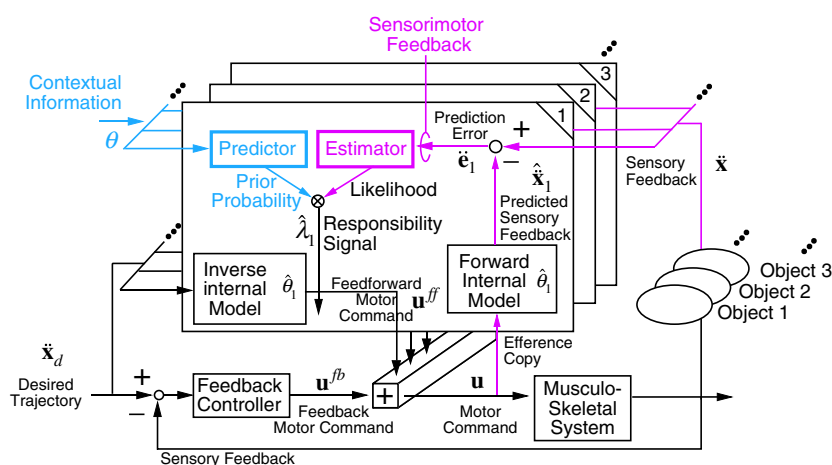 Sensorimotor
Feedback
Contextual
Information
θ
3
2
1
Prediction
Error
+
−
Predictor
Estimator
ë₁
Prior
Probability
Likelihood
x̂̈₁
Predicted
Sensory
Feedback
Sensory
Feedback
ẍ
⊗
λ̂₁
Responsibility
Signal
Inverse
internal
Model
θ̂₁
Feedforward
Motor
Command
u^ff
Forward
Internal
Model
θ̂₁
Object 3
Object 2
Object 1
Efference
Copy
ẍ_d
Desired
Trajectory
+
−
Feedback
Controller
u^fb
Feedback
Motor Command
+
u
Motor
Command
Musculo-
Skeletal
System
Sensory Feedback